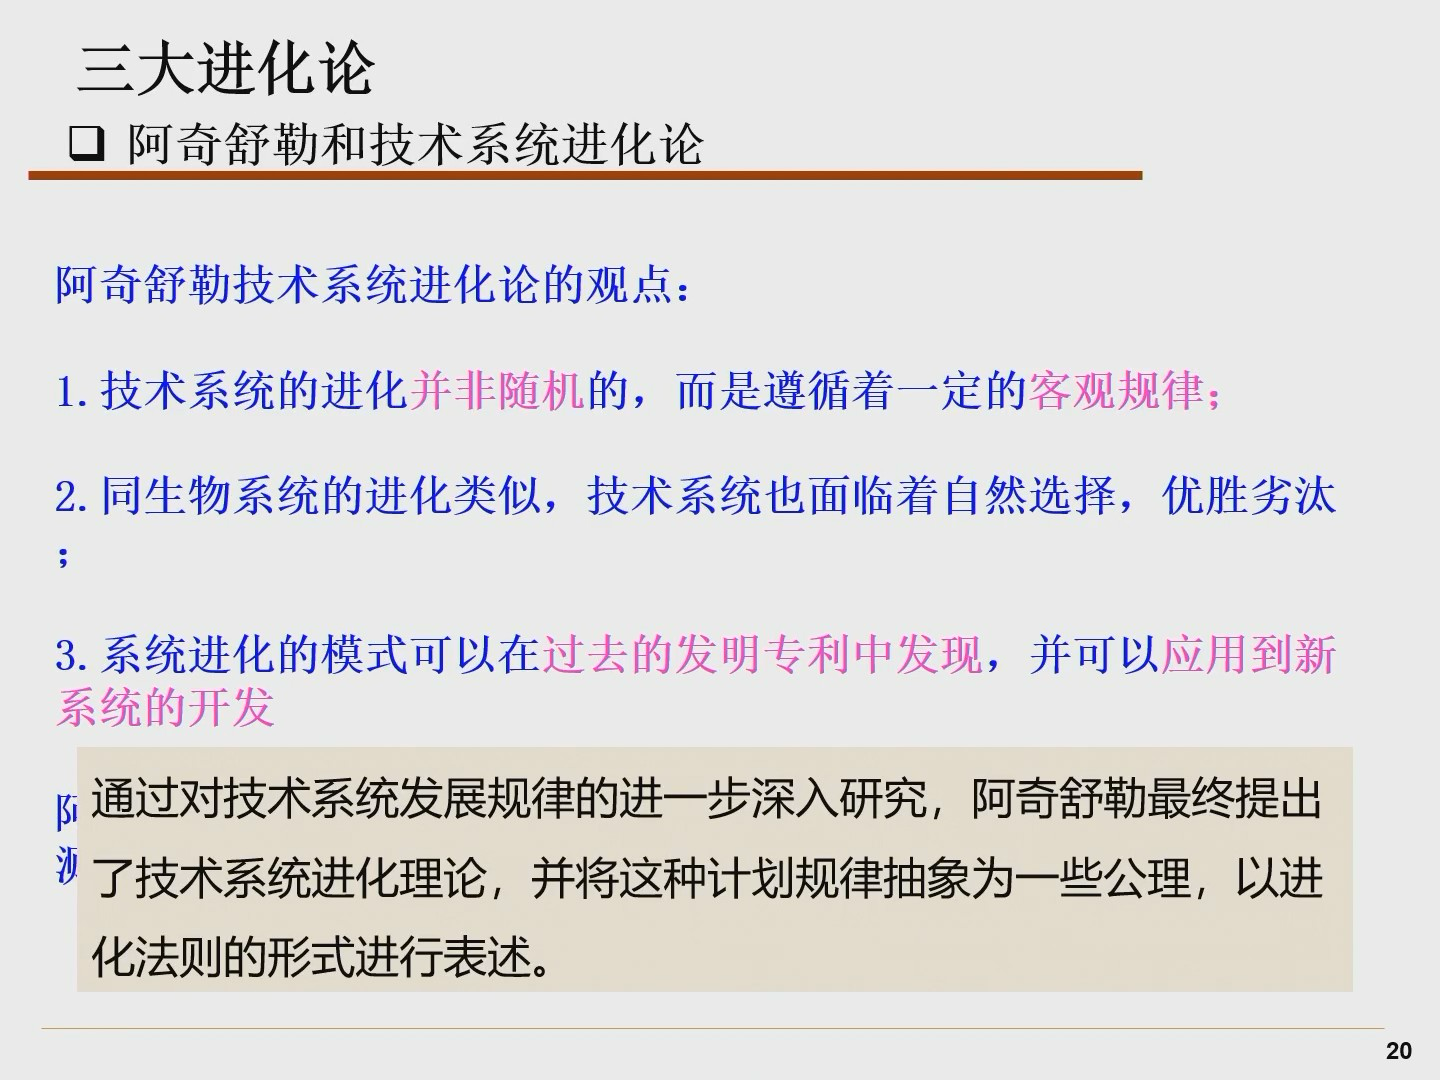 三大进化论
阿奇舒勒和技术系统进化论
阿奇舒勒技术系统进化论的观点：
1.技术系统的进化并非随机的，而是遵循着一定的客观规律；
2.同生物系统的进化类似，技术系统也面临着自然选择，优胜劣汰
；
3.系统进化的模式可以在过去的发明专利中发现，并可以应用到新
系统的开发
通过对技术系统发展规律的进一步深入研究，阿奇舒勒最终提出
了技术系统进化理论，并将这种计划规律抽象为一些公理，以进
化法则的形式进行表述。
20